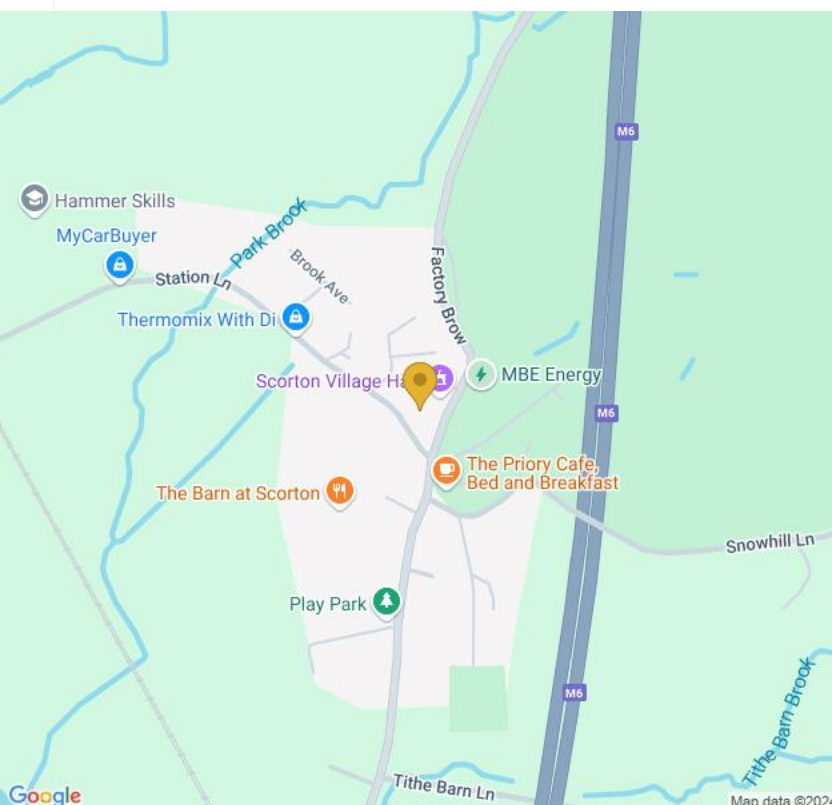 M6
Hammer Skills
Park Brook
MyCarBuyer
Factory Brow
Brook Ave
Station Ln
Thermomix With Di
Scorton Village Ha
MBE Energy
M6
The Priory Cafe,
Bed and Breakfast
The Barn at Scorton
Snowhill Ln
Play Park
M6
Tithe Barn Brook
Tithe Barn Ln
Google
Map data ©2024